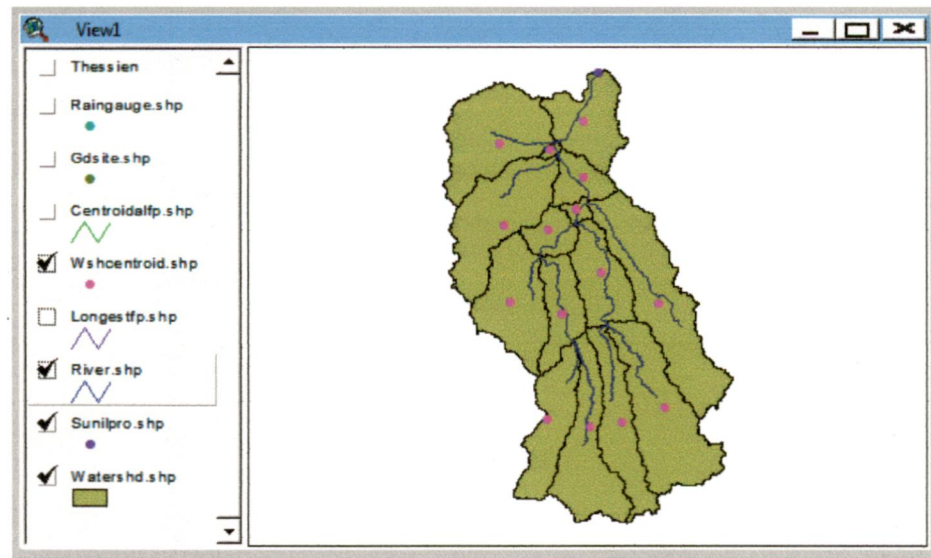 View1
Thessien
Raingauge.shp
Gdsite.shp
Centroidalfp.shp
Wshcentroid.shp
Longestfp.shp
River.shp
Sunilpro.shp
Watershd.shp